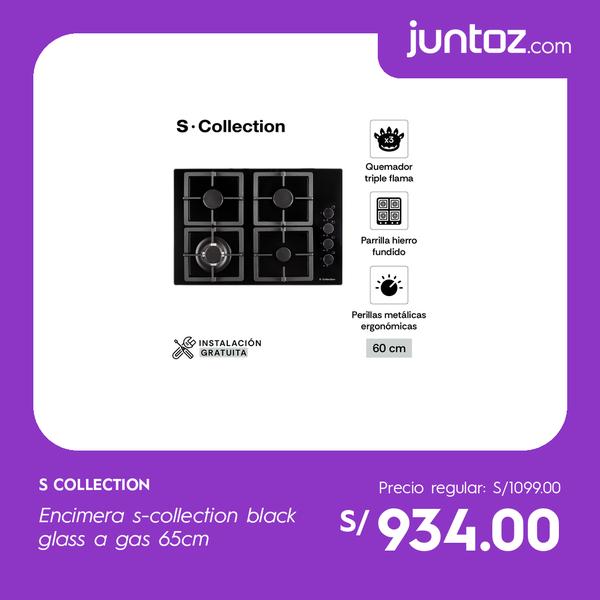 juntoz.com
S·Collection
x3
Quemador
triple flama
Parrilla hierro
fundido
Perillas metálicas
ergonómicas
60 cm
INSTALACIÓN
GRATUITA
S COLLECTION
Encimera s-collection black
glass a gas 65cm
Precio regular: S/1099.00
S/ 934.00